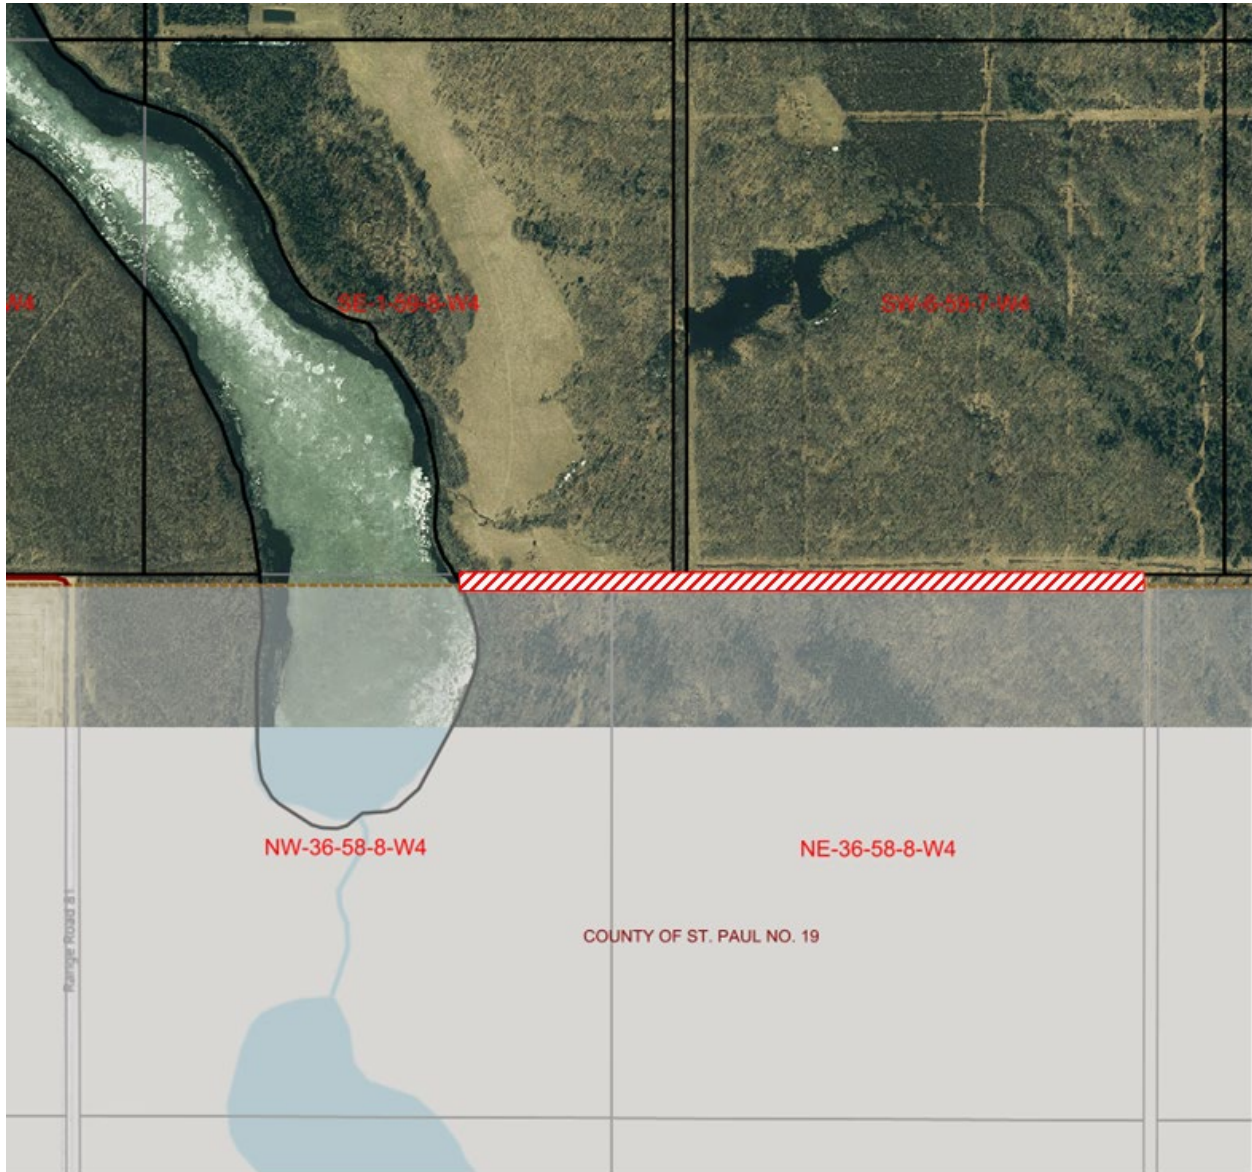 W4
SE-1-59-8-W4
SW-6-59-7-W4
NW-36-58-8-W4
NE-36-58-8-W4
COUNTY OF ST. PAUL NO. 19
Range Road 81